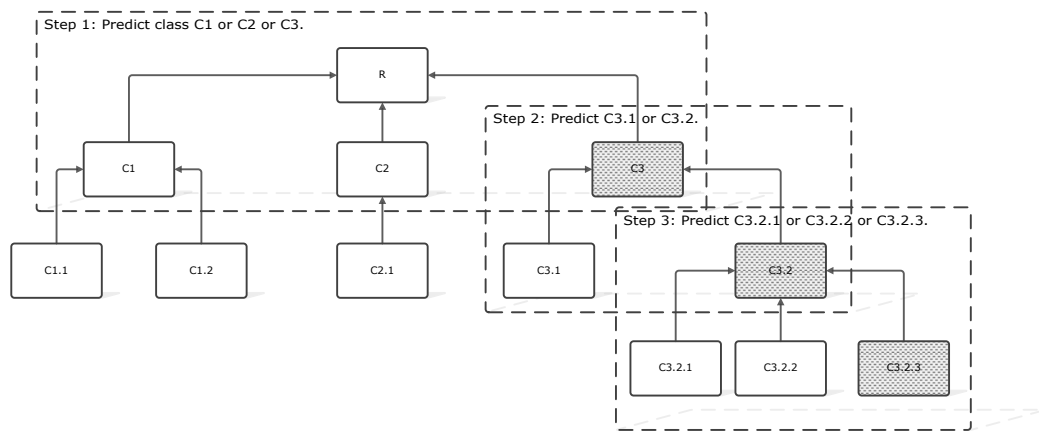 Step 1: Predict class C1 or C2 or C3.
R
Step 2: Predict C3.1 or C3.2.
C1
C2
C3
Step 3: Predict C3.2.1 or C3.2.2 or C3.2.3.
C1.1
C1.2
C2.1
C3.1
C3.2
C3.2.1
C3.2.2
C3.2.3